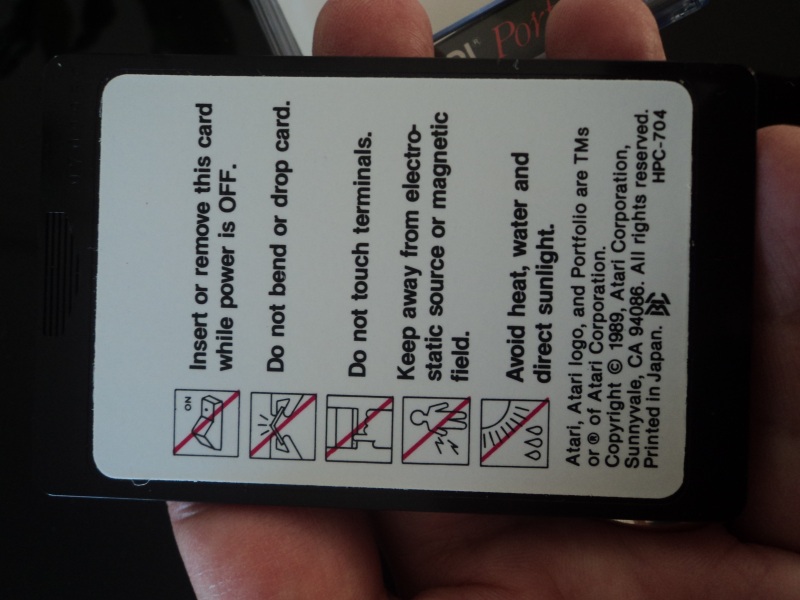 Insert or remove this card
while power is OFF.
Do not bend or drop card.
Do not touch terminals.
Keep away from electro-
static source or magnetic
field.
Avoid heat, water and
direct sunlight.
Atari, Atari logo, and Portfolio are TMs
or ® of Atari Corporation.
Copyright © 1989, Atari Corporation,
Sunnyvale, CA 94086. All rights reserved.
Printed in Japan.
HPC-704
ON